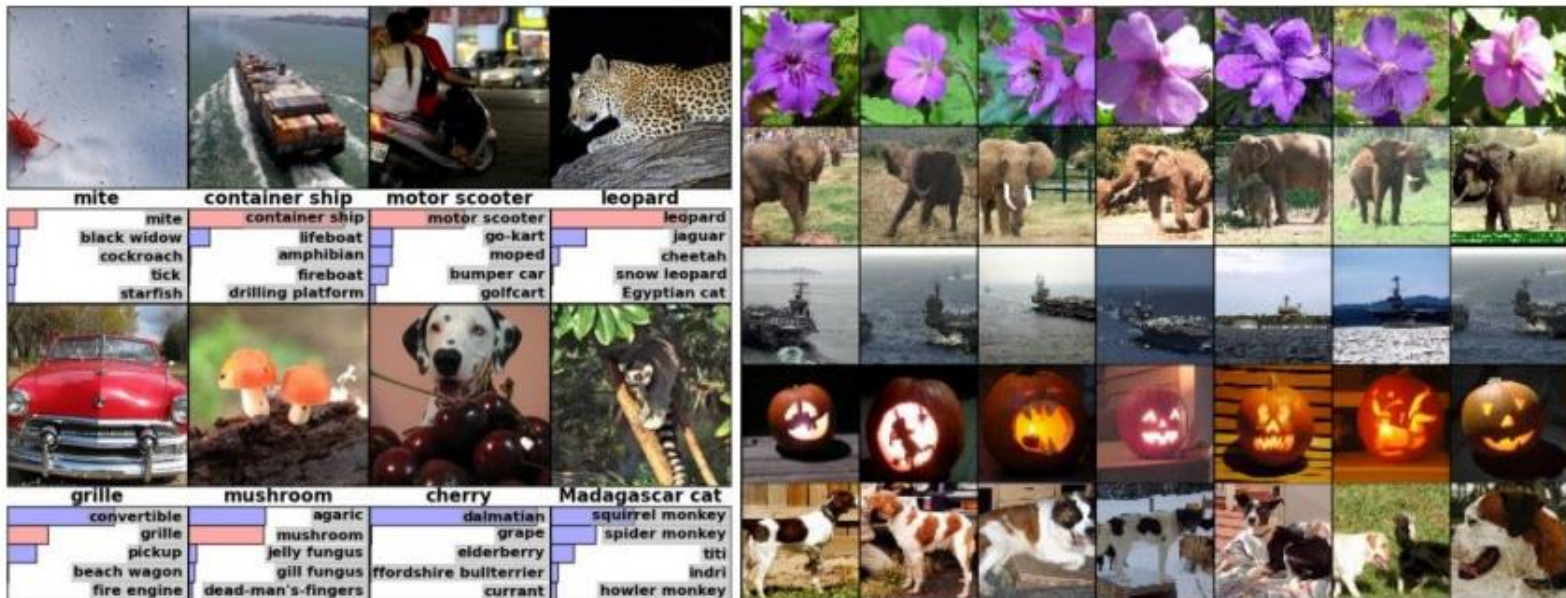 mite
container ship
motor scooter
leopard
mite
black widow
cockroach
tick
starfish
container ship
lifeboat
amphibian
fireboat
drilling platform
motor scooter
go-kart
moped
bumper car
golfcart
leopard
jaguar
cheetah
snow leopard
Egyptian cat
grille
mushroom
cherry
Madagascar cat
convertible
grille
pickup
beach wagon
fire engine
agaric
mushroom
jelly fungus
gill fungus
dead-man's-fingers
dalmatian
grape
elderberry
ffordshire bullterrier
currant
squirrel monkey
spider monkey
titi
indri
howler monkey